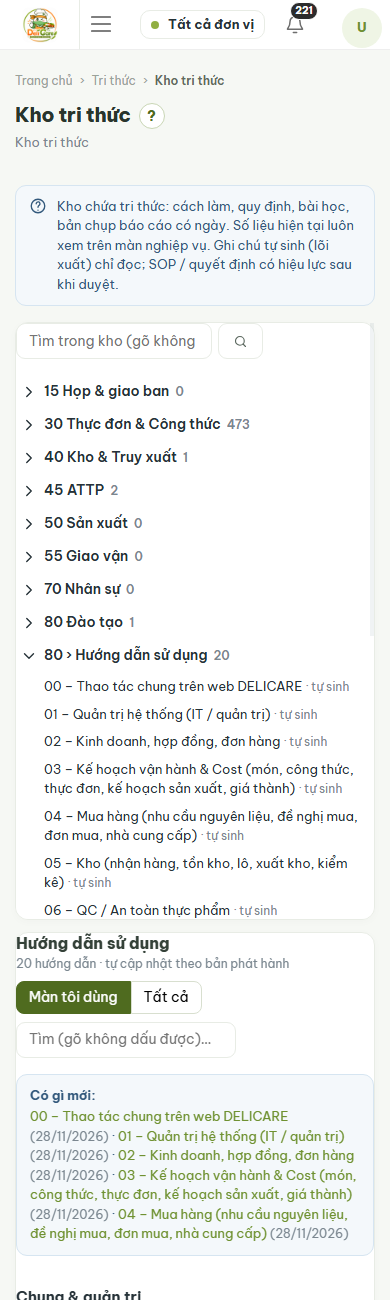 DeliCare
Tất cả đơn vị
221
U
Trang chủ › Tri thức › Kho tri thức
Kho tri thức ?
Kho tri thức
Kho chứa tri thức: cách làm, quy định, bài học,
bản chụp báo cáo có ngày. Số liệu hiện tại luôn
xem trên màn nghiệp vụ. Ghi chú tự sinh (lõi
xuất) chỉ đọc; SOP / quyết định có hiệu lực sau
khi duyệt.
Tìm trong kho (gõ không
15 Họp & giao ban 0
30 Thực đơn & Công thức 473
40 Kho & Truy xuất 1
45 ATTP 2
50 Sản xuất 0
55 Giao vận 0
70 Nhân sự 0
80 Đào tạo 1
80 › Hướng dẫn sử dụng 20
00 – Thao tác chung trên web DELICARE · tự sinh
01 – Quản trị hệ thống (IT / quản trị) · tự sinh
02 – Kinh doanh, hợp đồng, đơn hàng · tự sinh
03 – Kế hoạch vận hành & Cost (món, công thức,
thực đơn, kế hoạch sản xuất, giá thành) · tự sinh
04 – Mua hàng (nhu cầu nguyên liệu, đề nghị mua,
đơn mua, nhà cung cấp) · tự sinh
05 – Kho (nhận hàng, tồn kho, lô, xuất kho, kiểm
kê) · tự sinh
06 – QC / An toàn thực phẩm · tự sinh
Hướng dẫn sử dụng
20 hướng dẫn · tự cập nhật theo bản phát hành
Màn tôi dùng Tất cả
Tìm (gõ không dấu được)...
Có gì mới:
00 – Thao tác chung trên web DELICARE
(28/11/2026) · 01 – Quản trị hệ thống (IT / quản trị)
(28/11/2026) · 02 – Kinh doanh, hợp đồng, đơn hàng
(28/11/2026) · 03 – Kế hoạch vận hành & Cost (món,
công thức, thực đơn, kế hoạch sản xuất, giá thành)
(28/11/2026) · 04 – Mua hàng (nhu cầu nguyên liệu,
đề nghị mua, đơn mua, nhà cung cấp) (28/11/2026)
Chung & quản trị